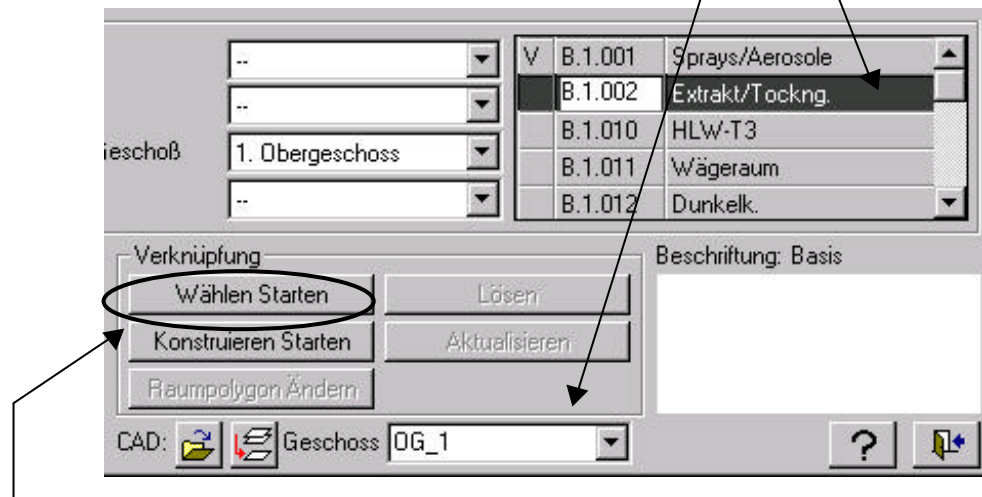 -- V B.1.001 Sprays/Aerosole
-- B.1.002 Extrakt/Tockng.
ieschoß 1. Obergeschoss B.1.010 HLW-T3
B.1.011 Wägeraum
-- B.1.012 Dunkelk.
Verknüpfung Beschriftung: Basis
Wählen Starten Lösen
Konstruieren Starten Aktualisieren
Raumpolygon Ändern
CAD: Geschoss OG_1 ?